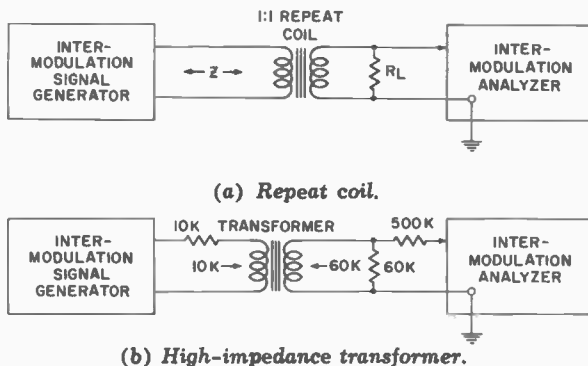 1:1 REPEAT
COIL
INTER-
MODULATION
SIGNAL
GENERATOR
Z
RL
INTER-
MODULATION
ANALYZER
(a) Repeat coil.
INTER-
MODULATION
SIGNAL
GENERATOR
10K
TRANSFORMER
10K
60K
500K
60K
INTER-
MODULATION
ANALYZER
(b) High-impedance transformer.